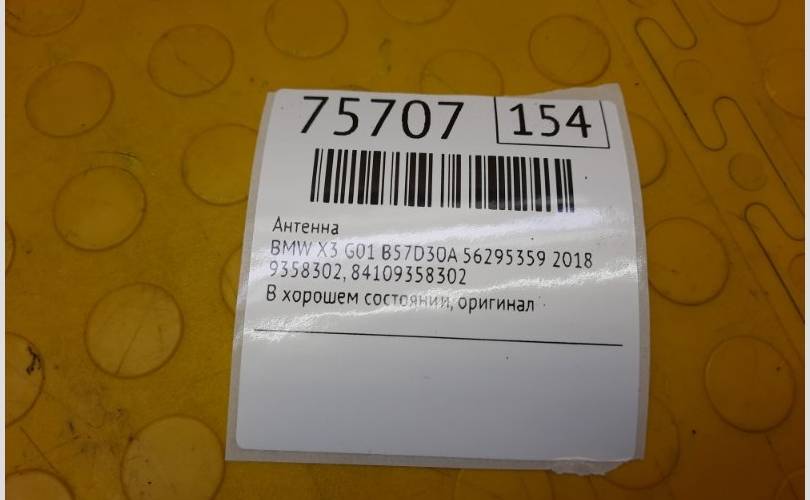 75707 154
Антенна
BMW X3 G01 B57D30A 56295359 2018
9358302, 84109358302
В хорошем состоянии, оригинал